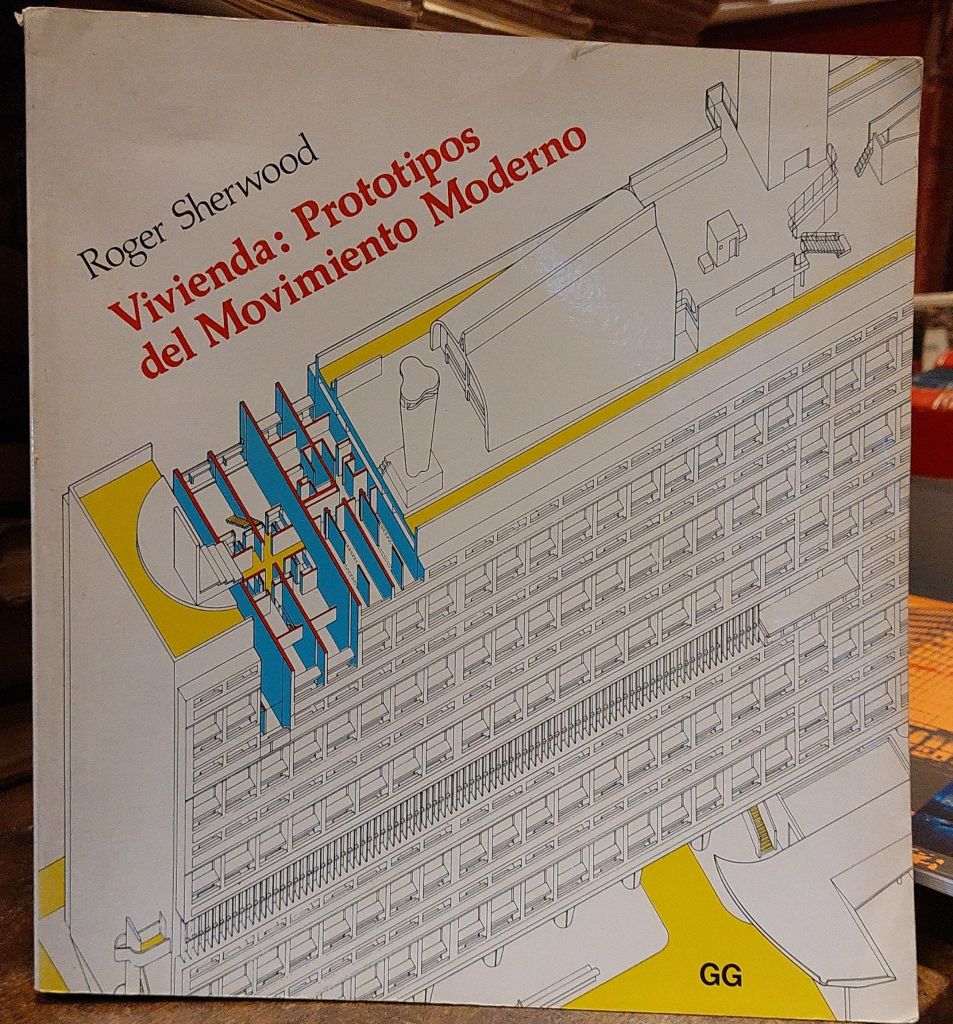 Roger Sherwood
Vivienda: Prototipos
del Movimiento Moderno
GG